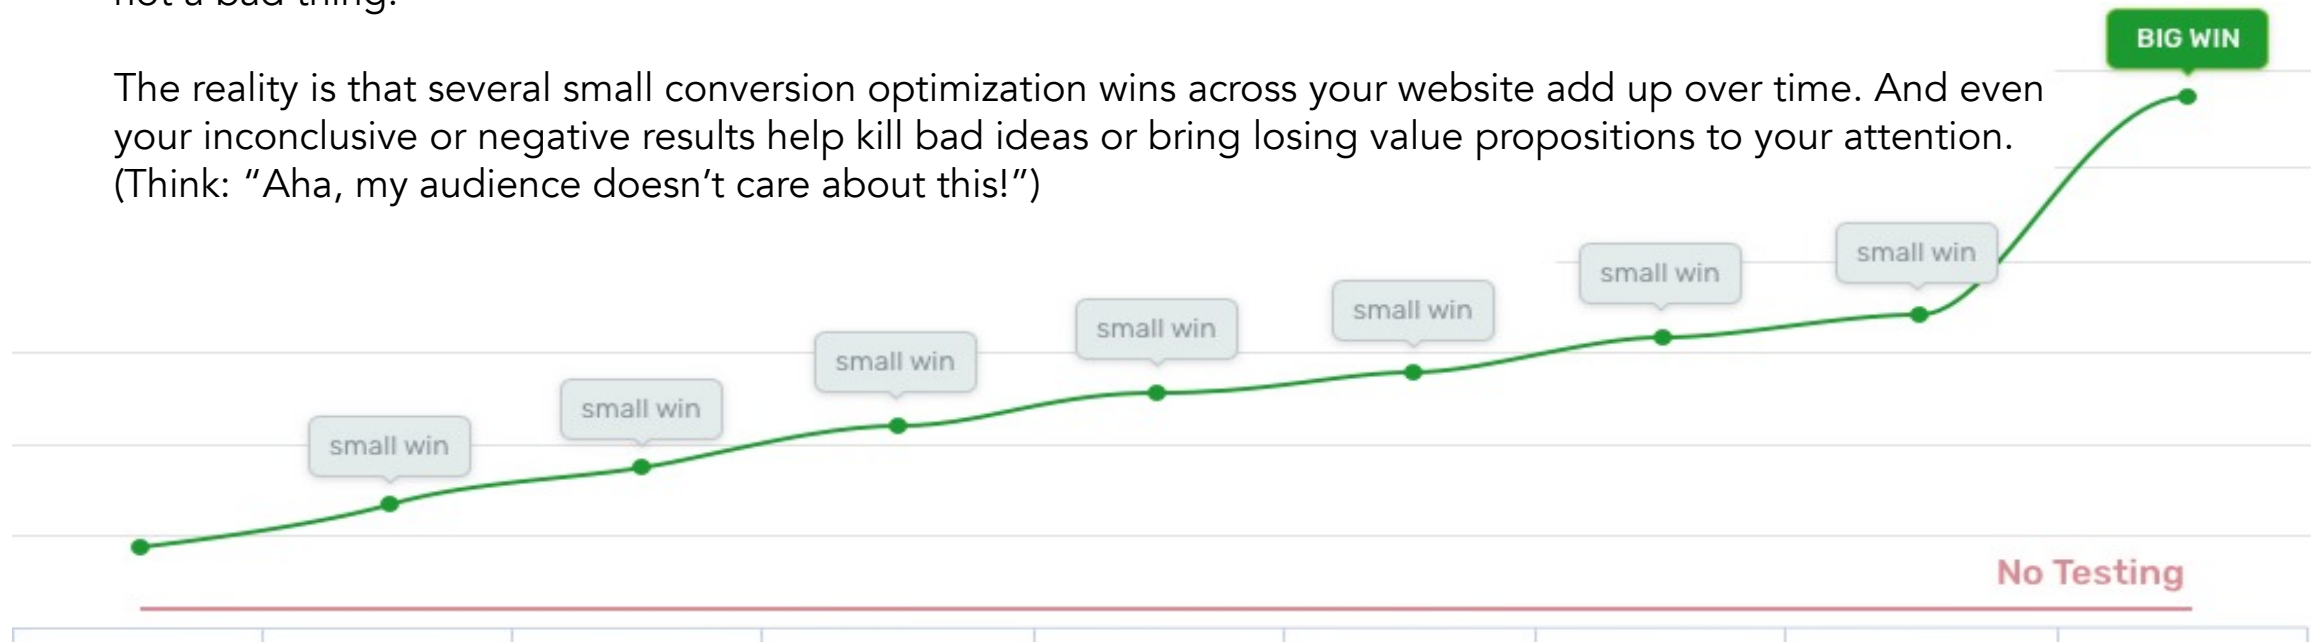 not a bad thing.
The reality is that several small conversion optimization wins across your website add up over time. And even
your inconclusive or negative results help kill bad ideas or bring losing value propositions to your attention.
(Think: “Aha, my audience doesn’t care about this!”)
BIG WIN
small win
small win
small win
small win
small win
small win
small win
No Testing